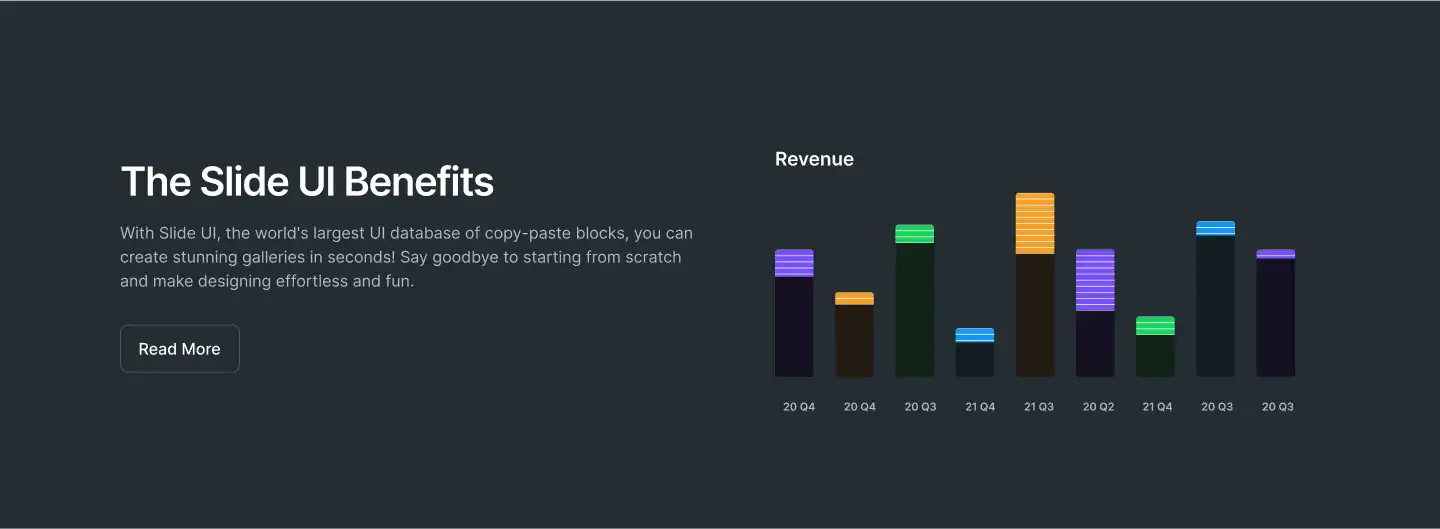 The Slide UI Benefits
With Slide UI, the world's largest UI database of copy-paste blocks, you can
create stunning galleries in seconds! Say goodbye to starting from scratch
and make designing effortless and fun.
Read More
Revenue
20 Q4 20 Q4 20 Q3 21 Q4 21 Q3 20 Q2 21 Q4 20 Q3 20 Q3